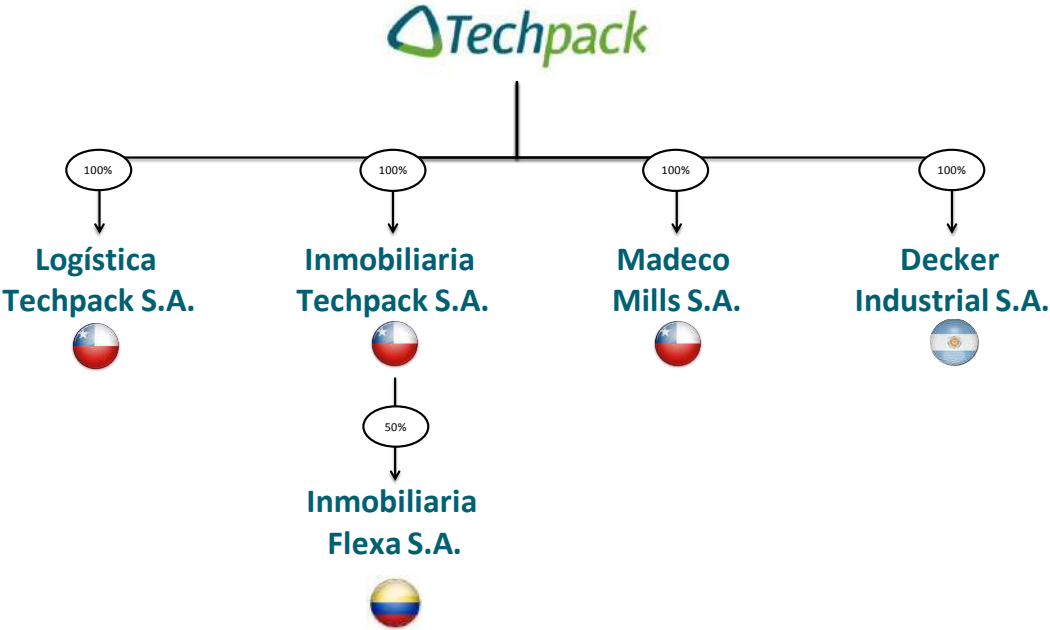 Techpack
100%
100%
100%
100%
Logística
Techpack S.A.
Inmobiliaria
Techpack S.A.
Madeco
Mills S.A.
Decker
Industrial S.A.
50%
Inmobiliaria
Flexa S.A.